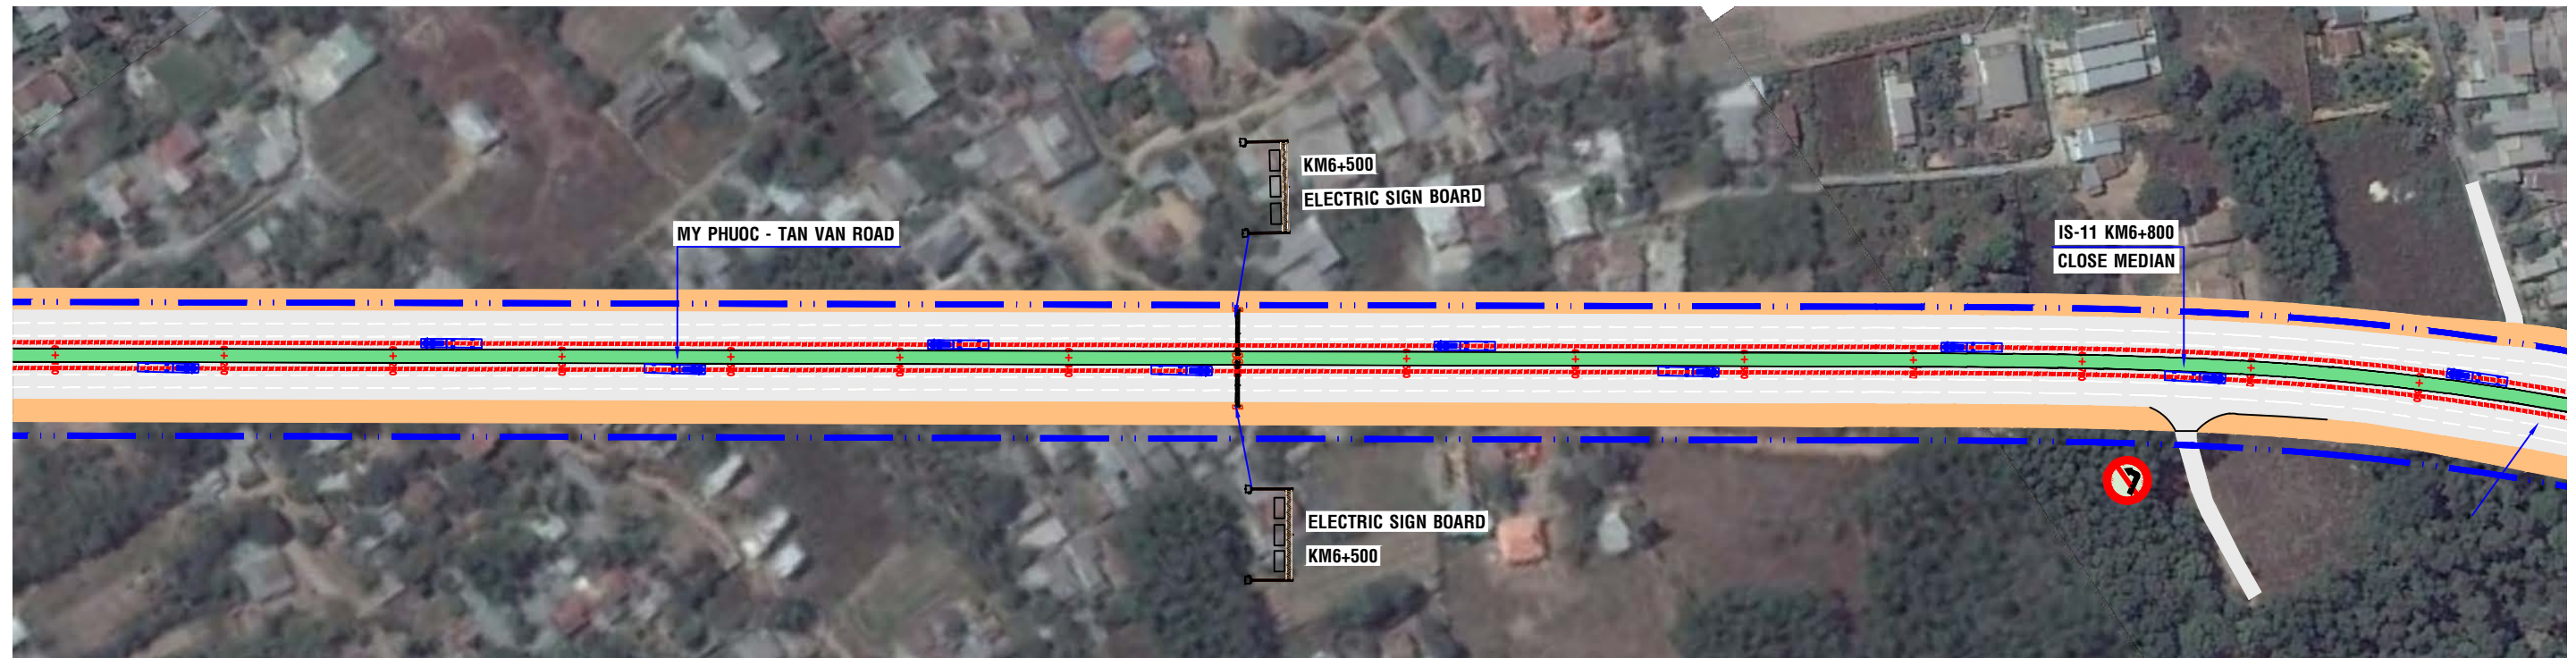 KM6+500
ELECTRIC SIGN BOARD
MY PHUOC - TAN VAN ROAD
IS-11 KM6+800
CLOSE MEDIAN
ELECTRIC SIGN BOARD
KM6+500